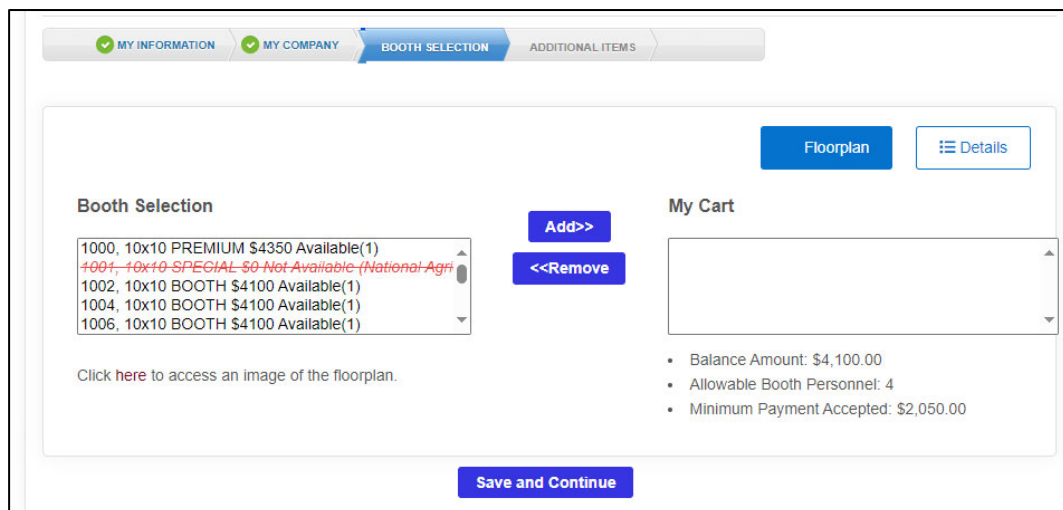 MY INFORMATION MY COMPANY BOOTH SELECTION ADDITIONAL ITEMS
Floorplan Details
Booth Selection
1000, 10x10 PREMIUM $4350 Available(1)
1001, 10x10 SPECIAL $0 Not Available (National Agri
1002, 10x10 BOOTH $4100 Available(1)
1004, 10x10 BOOTH $4100 Available(1)
1006, 10x10 BOOTH $4100 Available(1)
Click here to access an image of the floorplan.
Add>>
<<Remove
My Cart
• Balance Amount: $4,100.00
• Allowable Booth Personnel: 4
• Minimum Payment Accepted: $2,050.00
Save and Continue